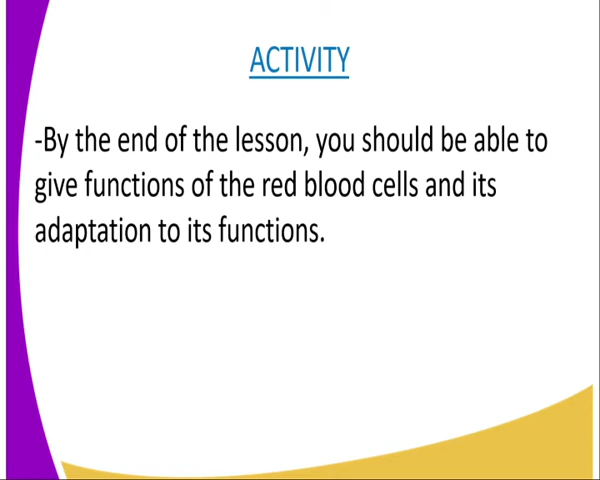 ACTIVITY
-By the end of the lesson, you should be able to
give functions of the red blood cells and its
adaptation to its functions.